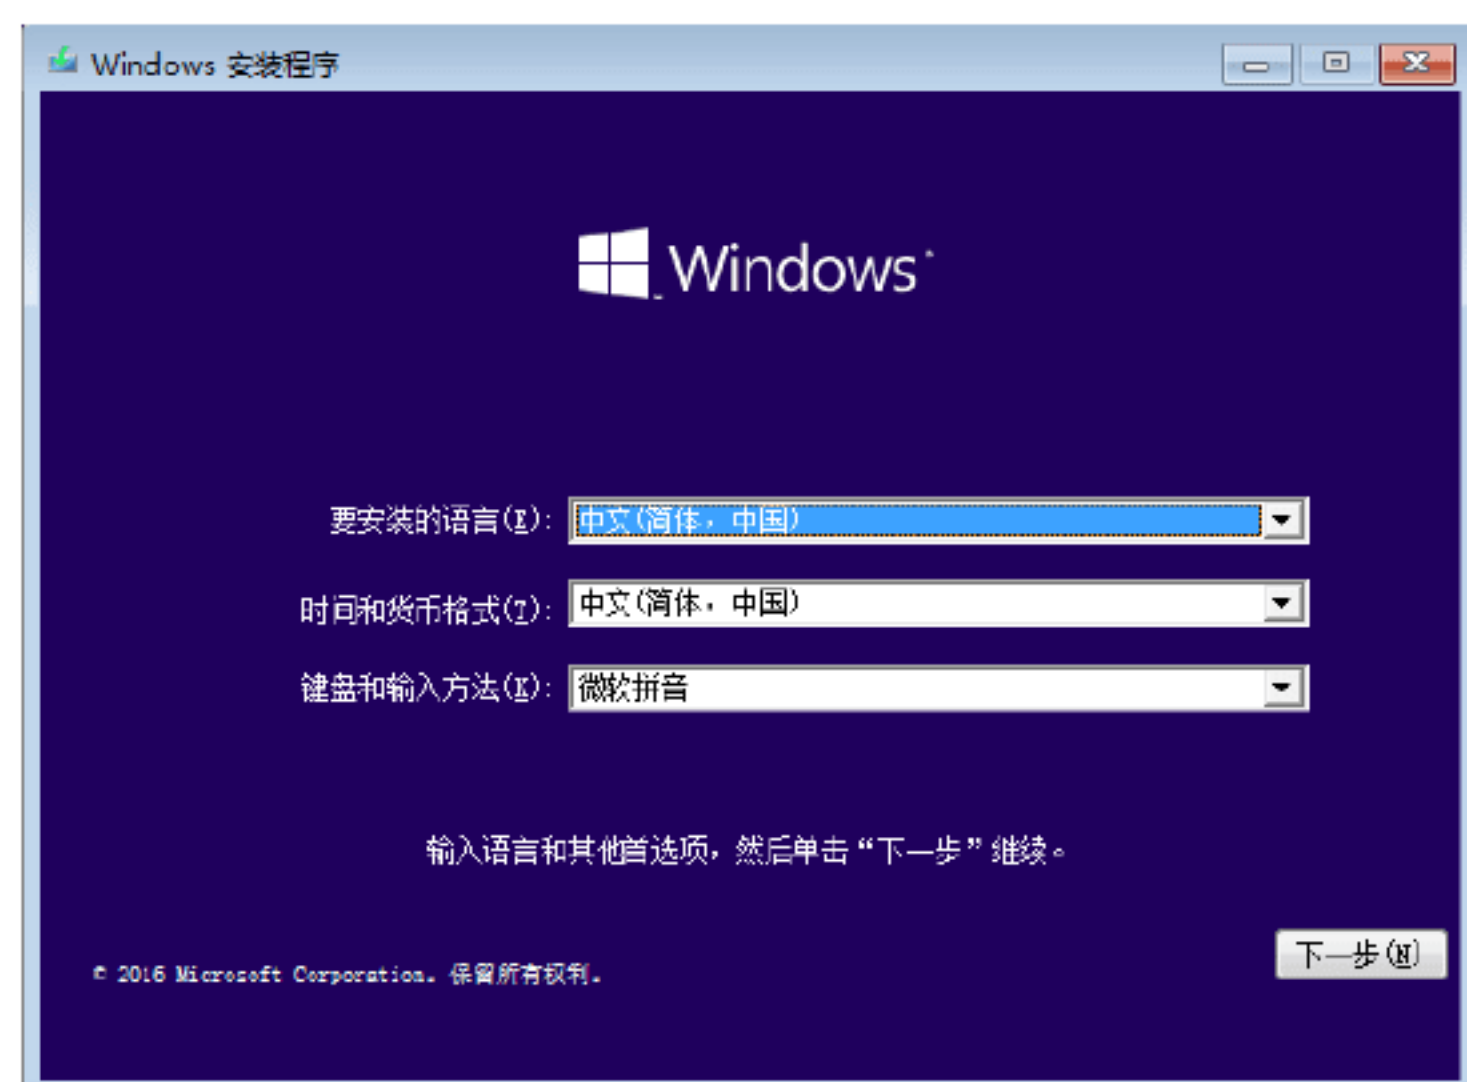 Windows 安装程序
Windows
要安装的语言(E): 中文(简体，中国)
时间和货币格式(T): 中文(简体，中国)
键盘和输入方法(K): 微软拼音
输入语言和其他首选项，然后单击“下一步”继续。
© 2016 Microsoft Corporation。保留所有权利。
下一步(N)